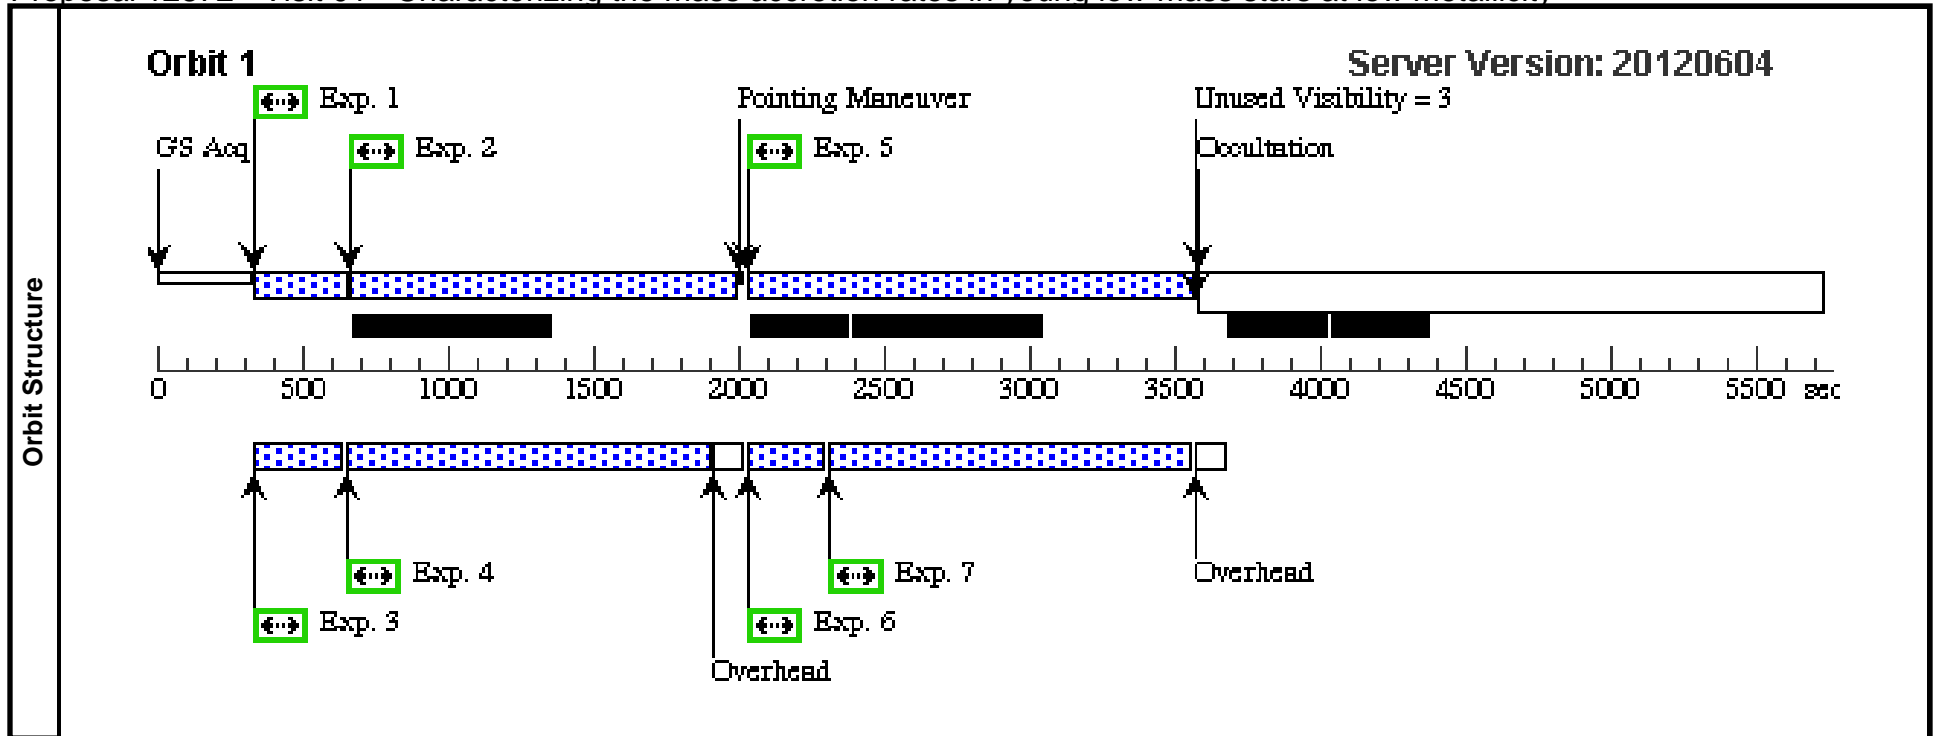 Orbit 1
Server Version: 20120604
Exp. 1
Pointing Maneuver
Unused Visibility = 3
GS Acq
Exp. 2
Exp. 5
Occultation
Orbit Structure
0 500 1000 1500 2000 2500 3000 3500 4000 4500 5000 5500 sec
Exp. 4
Exp. 7
Overhead
Exp. 3
Exp. 6
Overhead